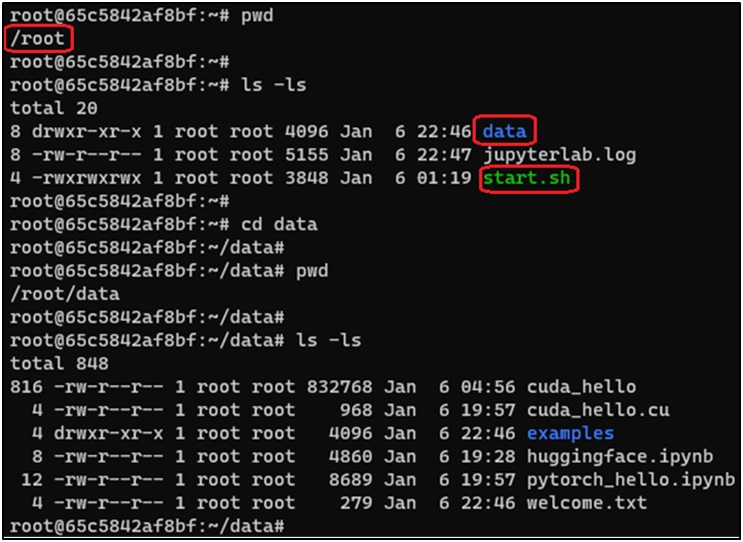 root@65c5842af8bf:~# pwd
/root
root@65c5842af8bf:~#
root@65c5842af8bf:~# ls -ls
total 20
8 drwxr-xr-x 1 root root 4096 Jan  6 22:46 data
8 -rw-r--r-- 1 root root 5155 Jan  6 22:47 jupyterlab.log
4 -rwxrwxrwx 1 root root 3848 Jan  6 01:19 start.sh
root@65c5842af8bf:~#
root@65c5842af8bf:~# cd data
root@65c5842af8bf:~/data#
root@65c5842af8bf:~/data# pwd
/root/data
root@65c5842af8bf:~/data#
root@65c5842af8bf:~/data# ls -ls
total 848
816 -rw-r--r-- 1 root root 832768 Jan  6 04:56 cuda_hello
  4 -rw-r--r-- 1 root root    968 Jan  6 19:57 cuda_hello.cu
  4 drwxr-xr-x 1 root root   4096 Jan  6 22:46 examples
  8 -rw-r--r-- 1 root root   4860 Jan  6 19:28 huggingface.ipynb
 12 -rw-r--r-- 1 root root   8689 Jan  6 19:57 pytorch_hello.ipynb
  4 -rw-r--r-- 1 root root    279 Jan  6 22:46 welcome.txt
root@65c5842af8bf:~/data#